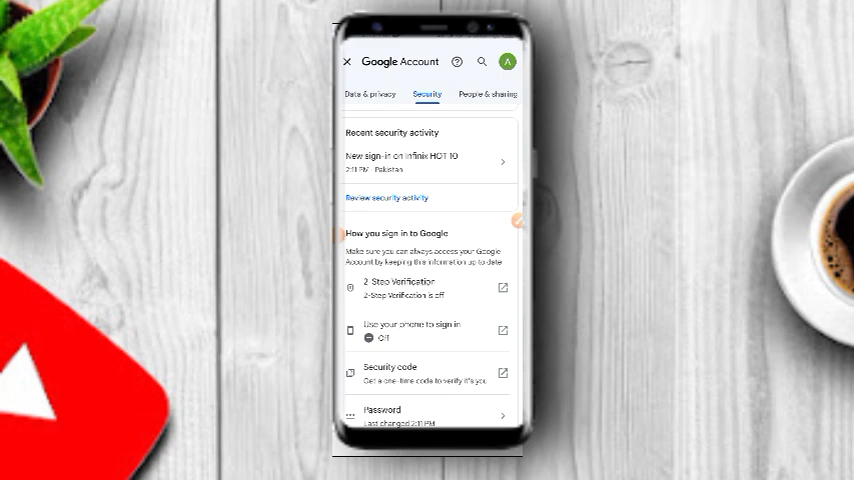 Google Account
A
Data & privacy Security People & sharing
Recent security activity
New sign-in on Infinix HOT 10
2:11 PM · Pakistan
Review security activity
How you sign in to Google
Make sure you can always access your Google
Account by keeping this information up to date
2-Step Verification
2-Step Verification is off
Use your phone to sign in
Off
Security code
Get a one-time code to verify it's you
Password
Last changed 2:11 PM